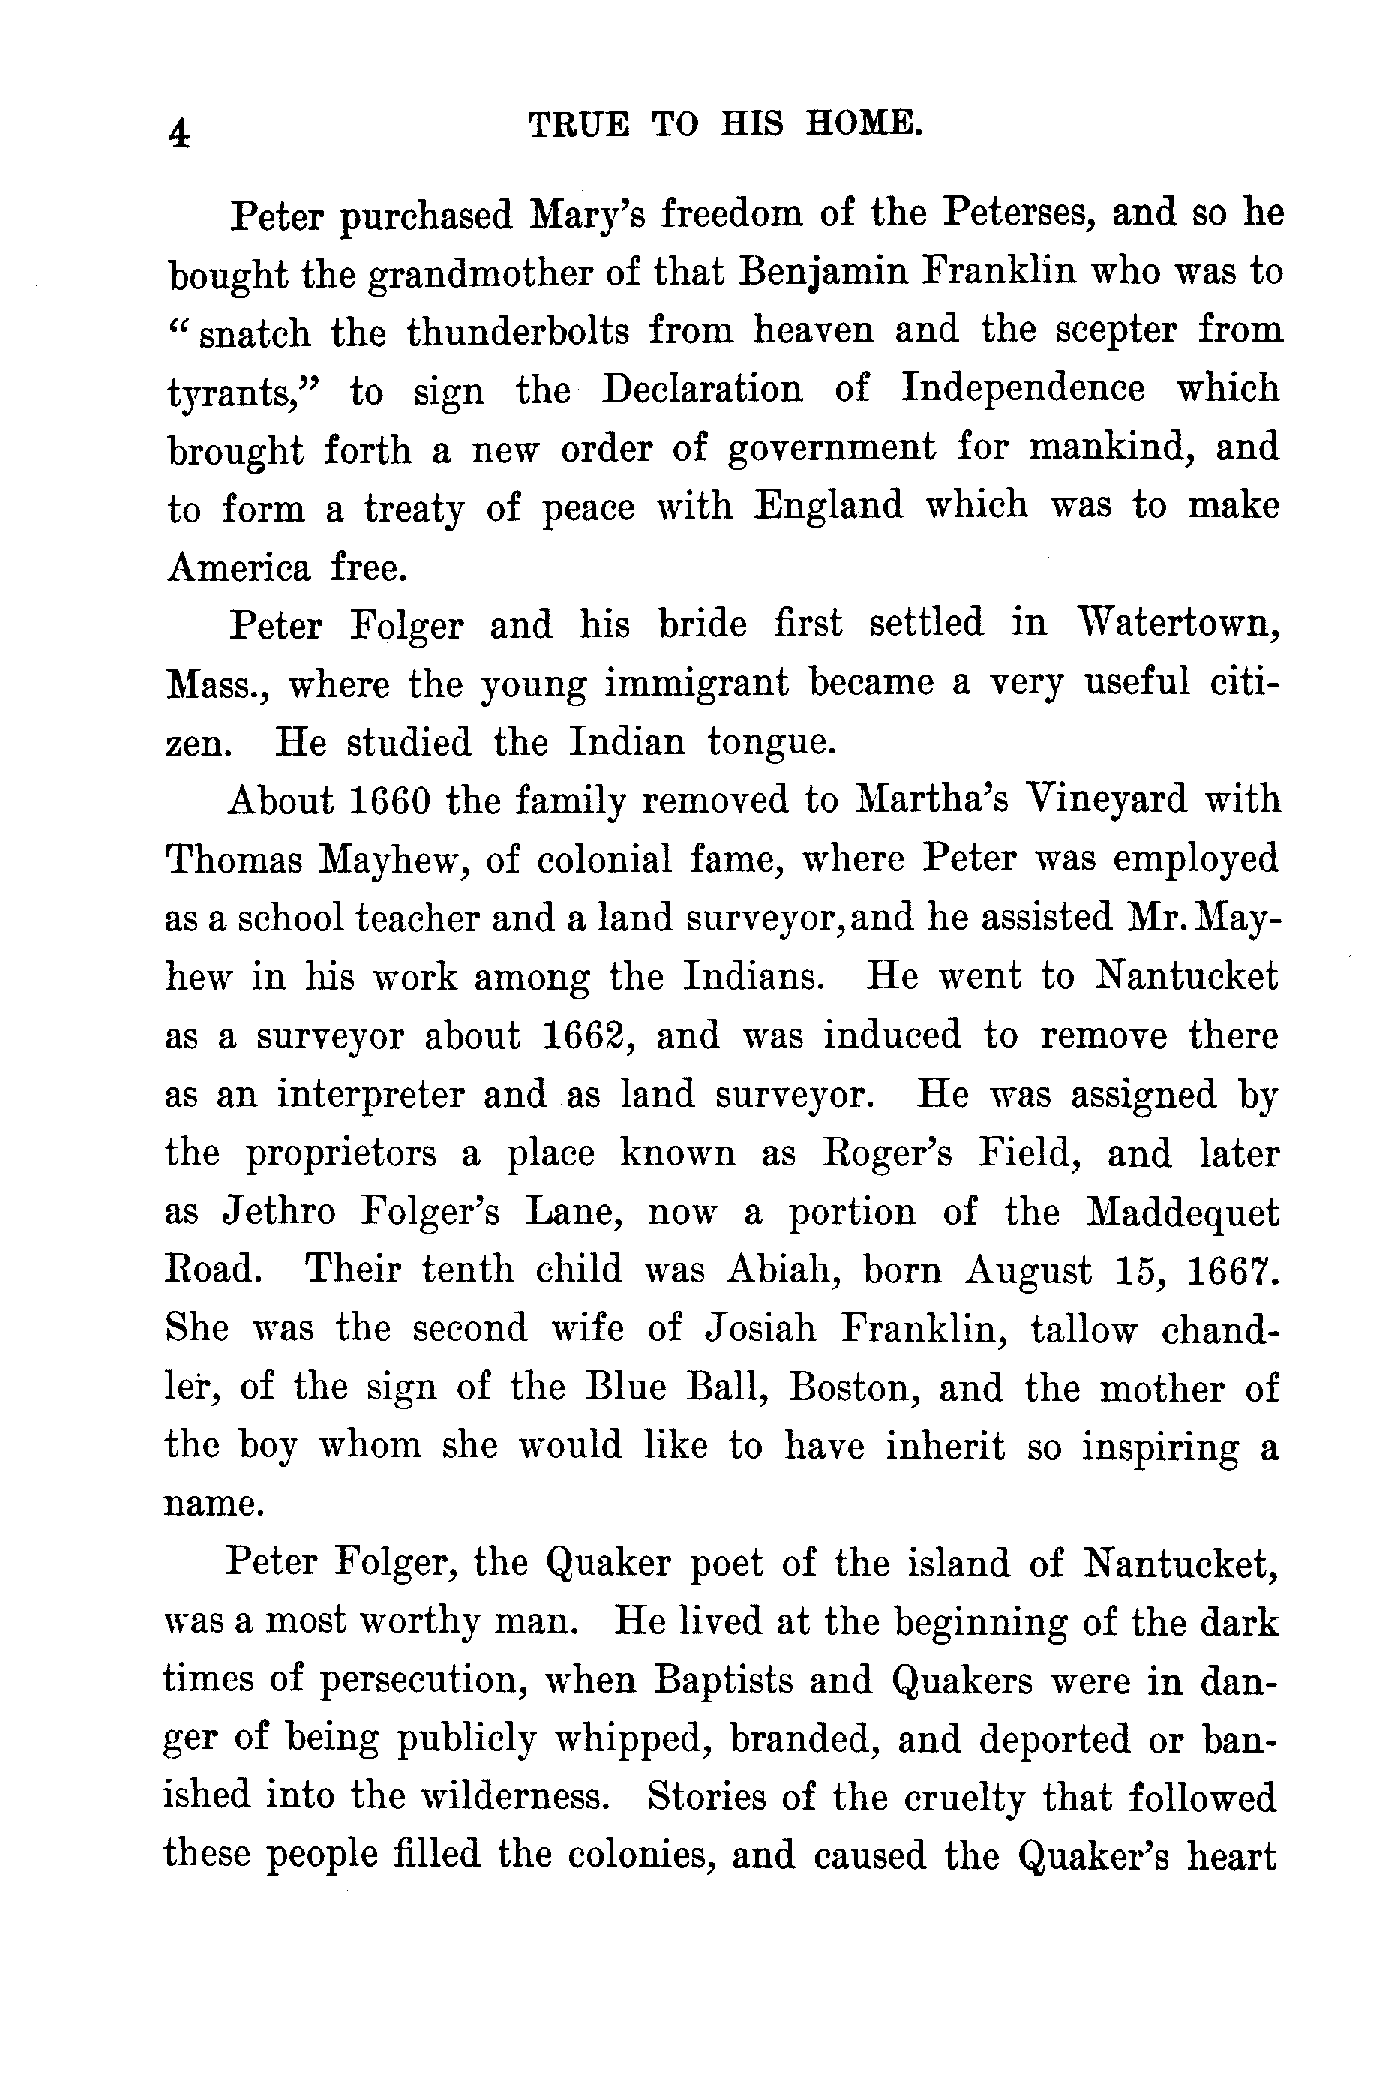 4 TRUE TO HIS HOME.
Peter purchased Mary's freedom of the Peterses, and so he
bought the grandmother of that Benjamin Franklin who was to
“ snatch the thunderbolts from heaven and the scepter from
tyrants,” to sign the Declaration of Independence which
brought forth a new order of government for mankind, and
to form a treaty of peace with England which was to make
America free.
Peter Folger and his bride first settled in Watertown,
Mass., where the young immigrant became a very useful citi-
zen. He studied the Indian tongue.
About 1660 the family removed to Martha's Vineyard with
Thomas Mayhew, of colonial fame, where Peter was employed
as a school teacher and a land surveyor, and he assisted Mr. May-
hew in his work among the Indians. He went to Nantucket
as a surveyor about 1662, and was induced to remove there
as an interpreter and as land surveyor. He was assigned by
the proprietors a place known as Roger's Field, and later
as Jethro Folger's Lane, now a portion of the Maddequet
Road. Their tenth child was Abiah, born August 15, 1667.
She was the second wife of Josiah Franklin, tallow chand-
ler, of the sign of the Blue Ball, Boston, and the mother of
the boy whom she would like to have inherit so inspiring a
name.
Peter Folger, the Quaker poet of the island of Nantucket,
was a most worthy man. He lived at the beginning of the dark
times of persecution, when Baptists and Quakers were in dan-
ger of being publicly whipped, branded, and deported or ban-
ished into the wilderness. Stories of the cruelty that followed
these people filled the colonies, and caused the Quaker's heart